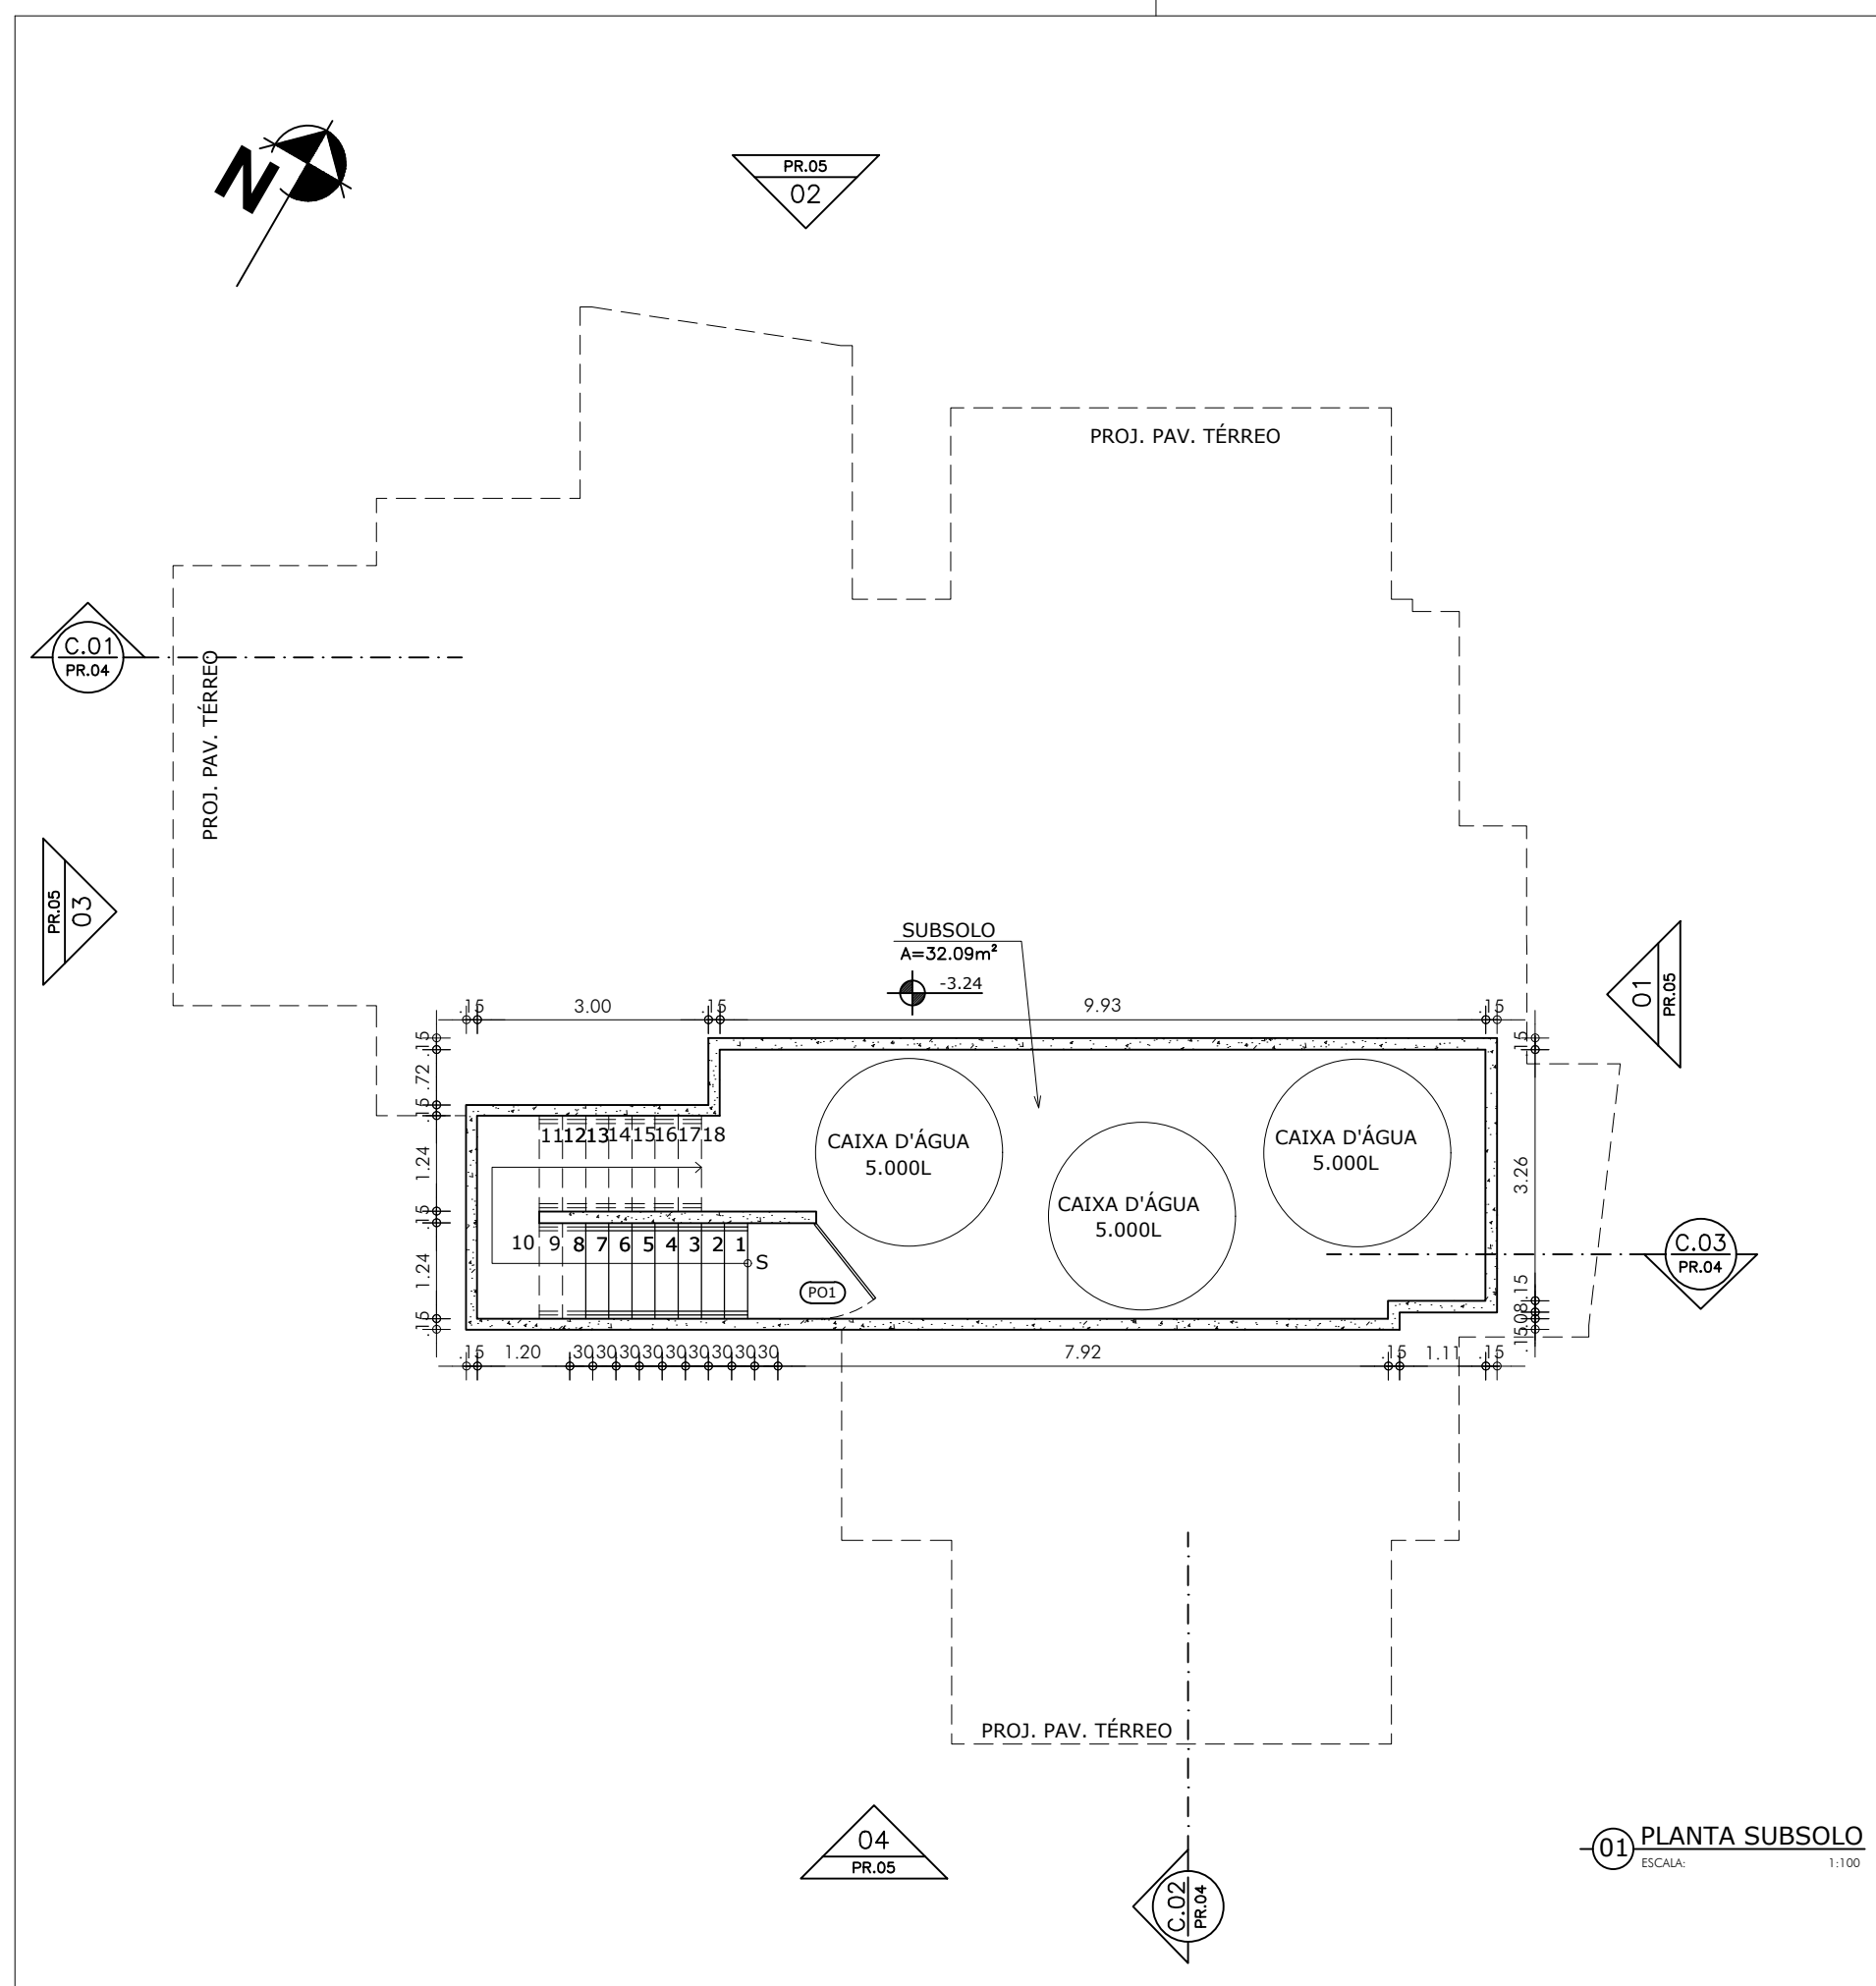 N
PR.05
02
PROJ. PAV. TÉRREO
C.01
PR.04
PROJ. PAV. TÉRREO
PR.05
03
SUBSOLO
A=32.09m²
-3.24
01
PR.05
.15
3.00
.15
9.93
.15
.15
.72
.15
1.24
.15
1.24
.15
.15
3.26
.15
.08
.15
11 12 13 14 15 16 17 18
CAIXA D'ÁGUA
5.000L
CAIXA D'ÁGUA
5.000L
CAIXA D'ÁGUA
5.000L
10 9 8 7 6 5 4 3 2 1
S
PO1
C.03
PR.04
.15
1.20
.30 .30 .30 .30 .30 .30 .30 .30 .30
7.92
.15
1.11
.15
PROJ. PAV. TÉRREO
04
PR.05
C.02
PR.04
01
PLANTA SUBSOLO
ESCALA: 1:100